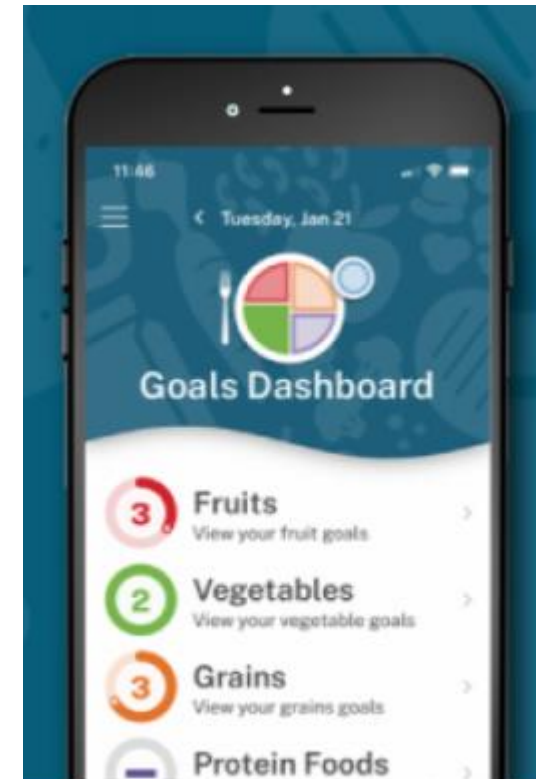 11:46
< Tuesday, Jan 21
Goals Dashboard
3
Fruits
View your fruit goals
2
Vegetables
View your vegetable goals
3
Grains
View your grains goals
Protein Foods